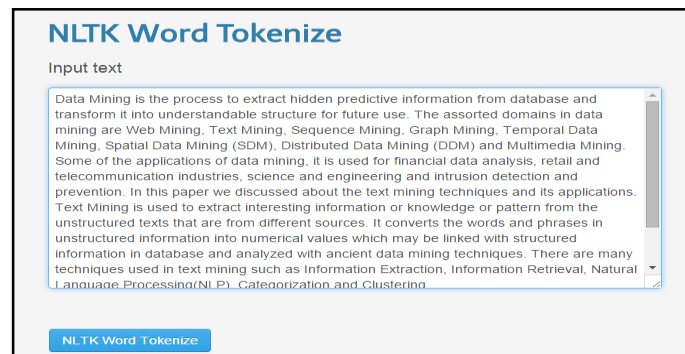 NLTK Word Tokenize
Input text
Data Mining is the process to extract hidden predictive information from database and
transform it into understandable structure for future use. The assorted domains in data
mining are Web Mining, Text Mining, Sequence Mining, Graph Mining, Temporal Data
Mining, Spatial Data Mining (SDM), Distributed Data Mining (DDM) and Multimedia Mining.
Some of the applications of data mining, it is used for financial data analysis, retail and
telecommunication industries, science and engineering and intrusion detection and
prevention. In this paper we discussed about the text mining techniques and its applications.
Text Mining is used to extract interesting information or knowledge or pattern from the
unstructured texts that are from different sources. It converts the words and phrases in
unstructured information into numerical values which may be linked with structured
information in database and analyzed with ancient data mining techniques. There are many
techniques used in text mining such as Information Extraction, Information Retrieval, Natural
Language Processing(NLP), Categorization and Clustering
NLTK Word Tokenize